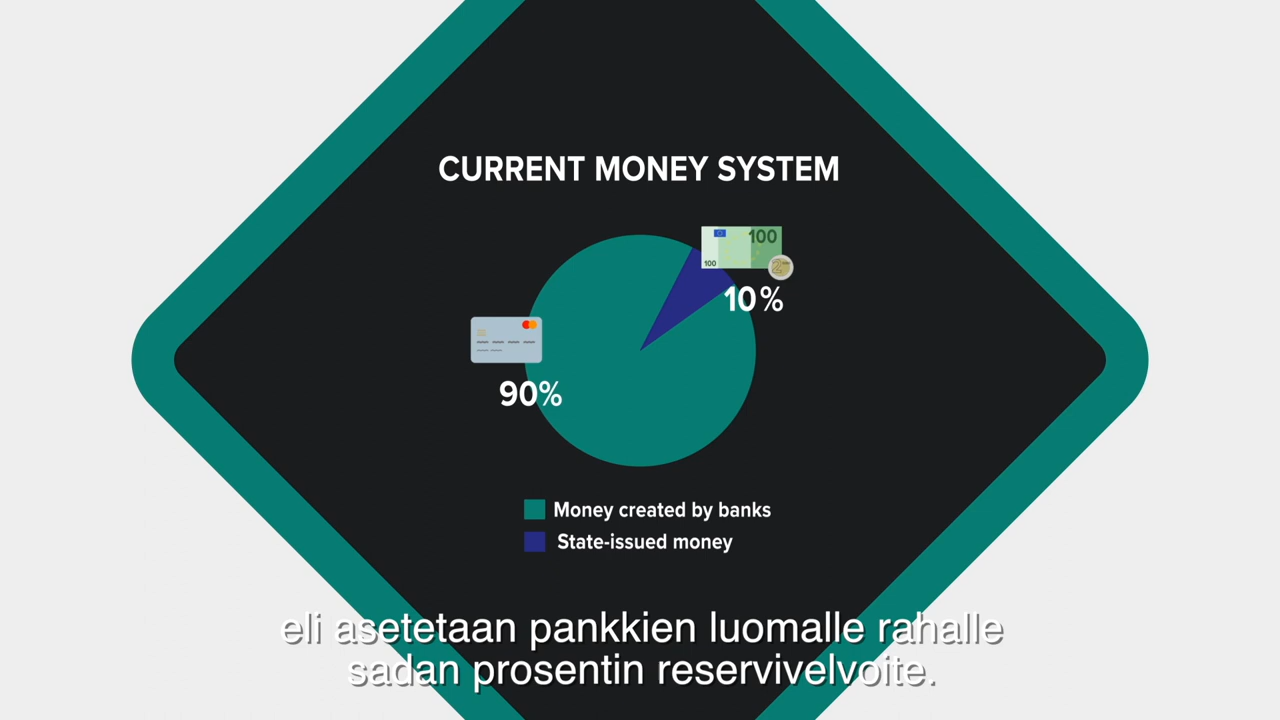 CURRENT MONEY SYSTEM
100
100
2
10%
90%
Money created by banks
State-issued money
eli asetetaan pankkien luomalle rahalle
sadan prosentin reservivelvoite.